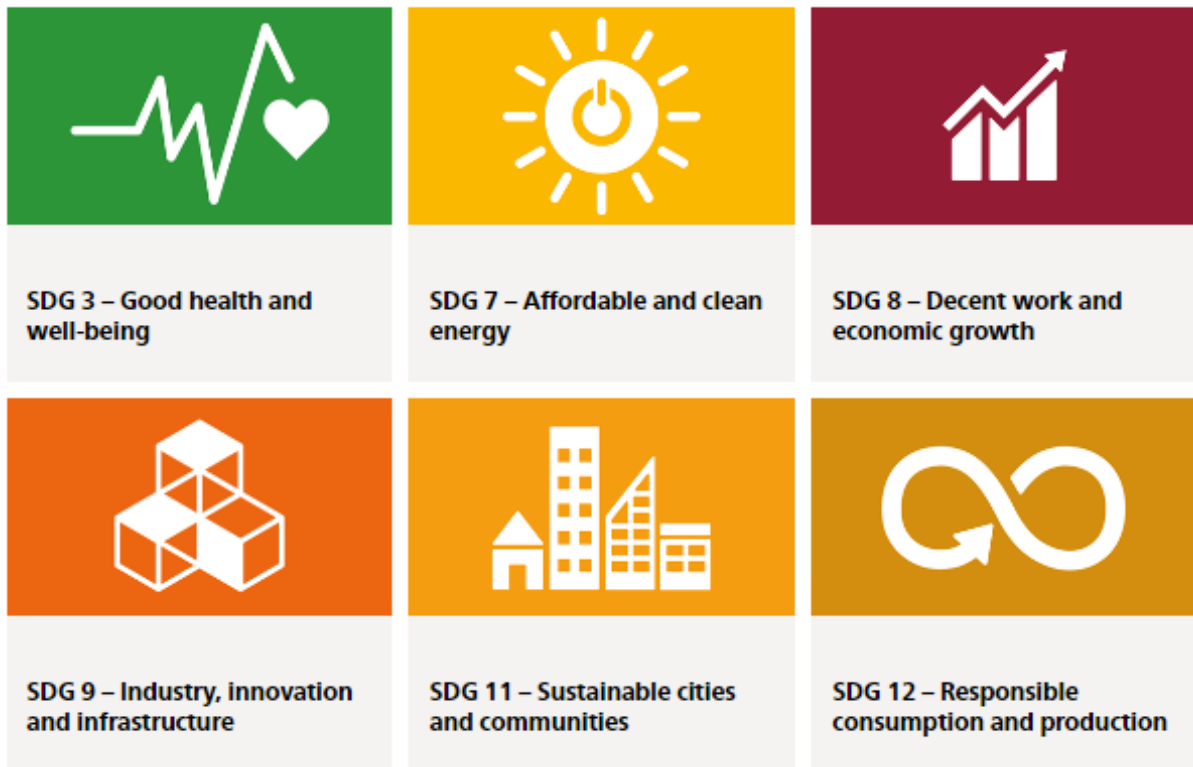 SDG 3 – Good health and
well-being
SDG 7 – Affordable and clean
energy
SDG 8 – Decent work and
economic growth
SDG 9 – Industry, innovation
and infrastructure
SDG 11 – Sustainable cities
and communities
SDG 12 – Responsible
consumption and production